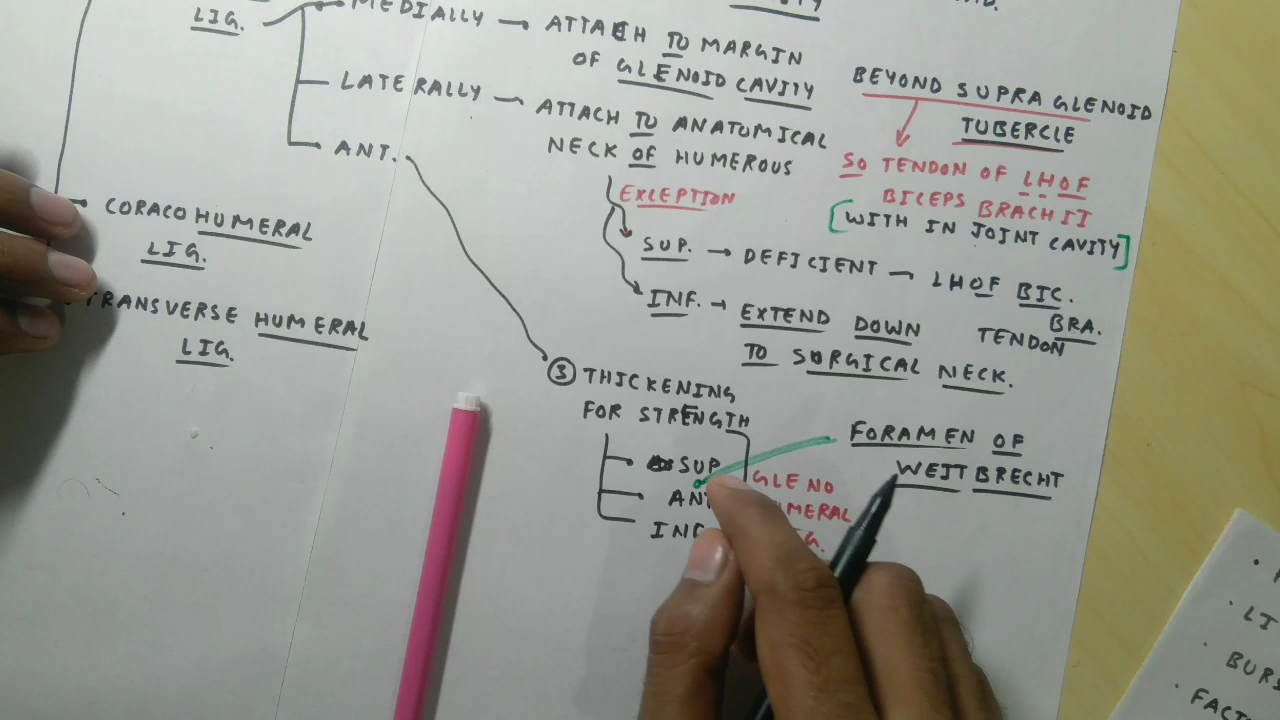 LIG.
MEDIALLY → ATTACH TO MARGIN
OF GLENOID CAVITY
LATERALLY → ATTACH TO ANATOMICAL
NECK OF HUMEROUS
ANT.
BEYOND SUPRA GLENOID
TUBERCLE
SO TENDON OF LHOF
BICEPS BRACHII
[WITH IN JOINT CAVITY]
EXCEPTION
SUP. → DEFICIENT → LHOF BIC.
BRA.
TENDON
INF. → EXTEND DOWN
TO SURGICAL NECK.
CORACO HUMERAL
LIG.
TRANSVERSE HUMERAL
LIG.
③ THICKENING
FOR STRENGTH
SUP
ANT
INF
GLENO
HUMERAL
FORAMEN OF
WEITBRECHT